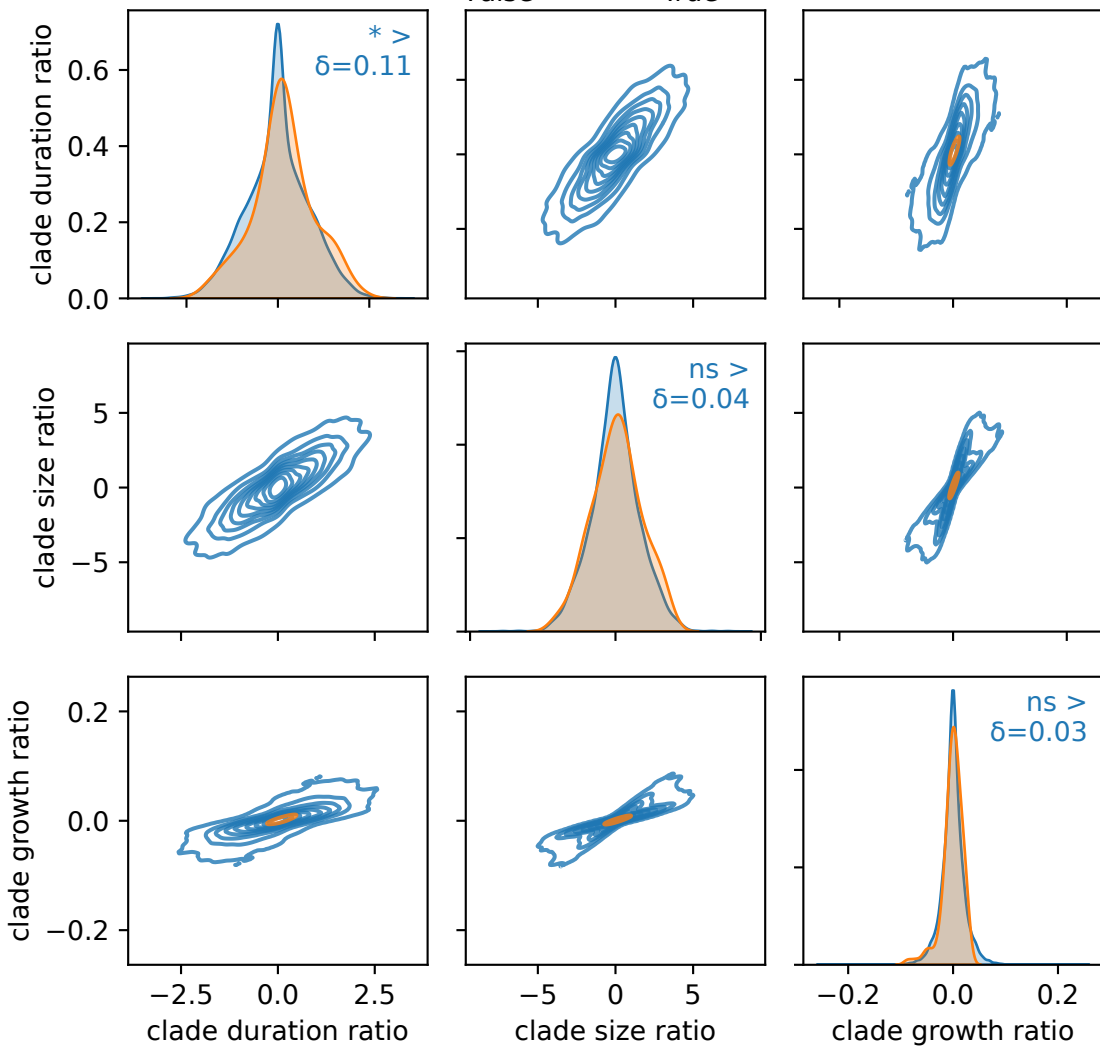 * >
δ=0.11
clade duration ratio
0.6
0.4
0.2
0.0
ns >
δ=0.04
clade size ratio
5
0
−5
ns >
δ=0.03
clade growth ratio
0.2
0.0
−0.2
−2.5 0.0 2.5
−5 0 5
−0.2 0.0 0.2
clade duration ratio
clade size ratio
clade growth ratio